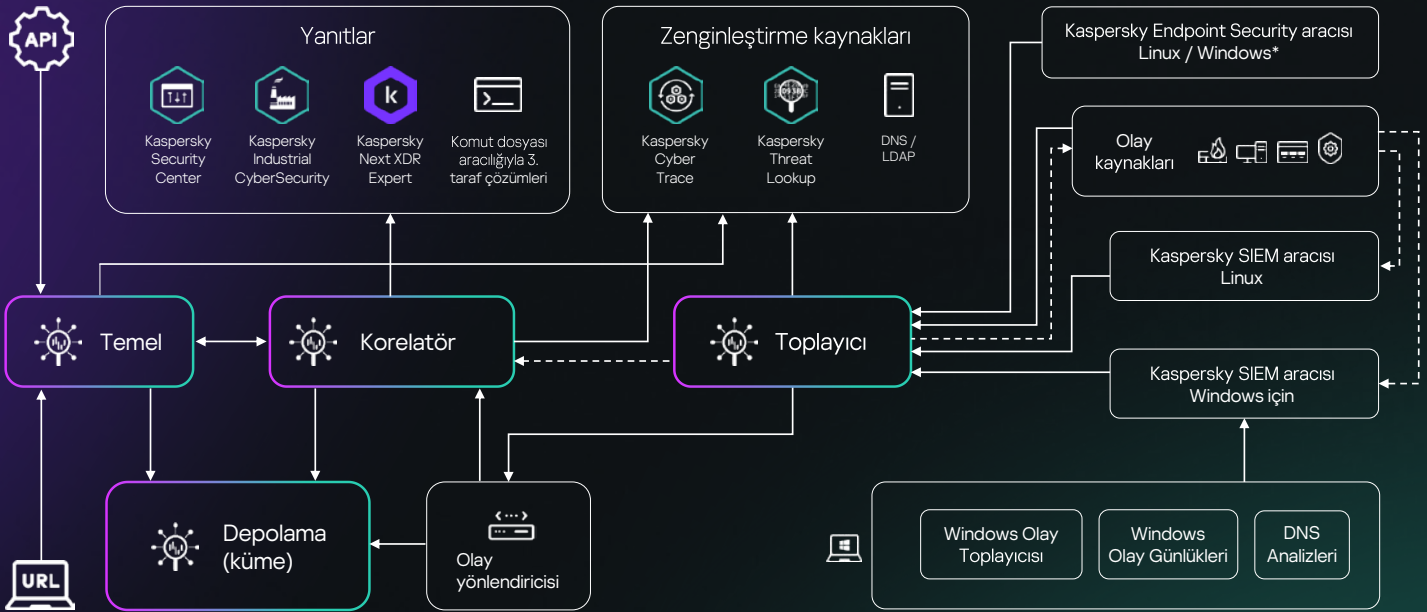 API
Yanıtlar
Kaspersky
Security
Center
Kaspersky
Industrial
CyberSecurity
Kaspersky
Next XDR
Expert
Komut dosyası
aracılığıyla 3.
taraf çözümleri
Zenginleştirme kaynakları
Kaspersky
Cyber
Trace
Kaspersky
Threat
Lookup
DNS /
LDAP
Kaspersky Endpoint Security aracısı
Linux / Windows*
Olay
kaynakları
Kaspersky SIEM aracısı
Linux
Kaspersky SIEM aracısı
Windows için
Temel
Korelatör
Toplayıcı
Depolama
(küme)
Olay
yönlendiricisi
Windows Olay
Toplayıcısı
Windows
Olay Günlükleri
DNS
Analizleri
URL